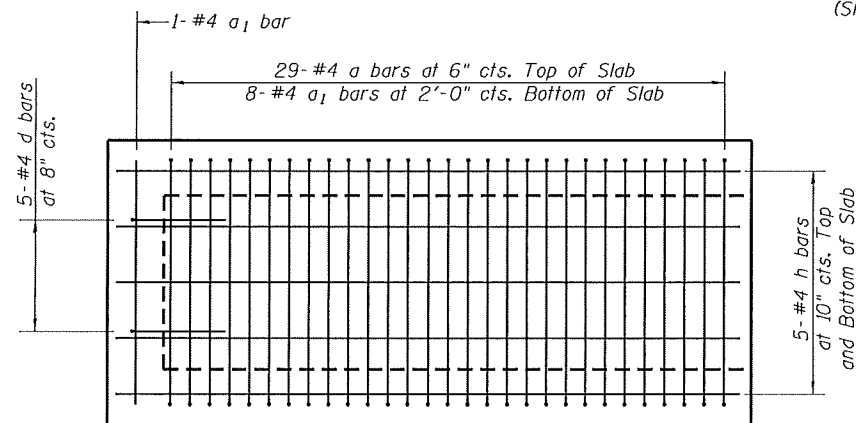 (Sh
1-#4 a1 bar
29-#4 a bars at 6" cts. Top of Slab
8-#4 a1 bars at 2'-0" cts. Bottom of Slab
5-#4 d bars
at 8" cts.
5-#4 h bars
at 10" cts. Top
and Bottom of Slab